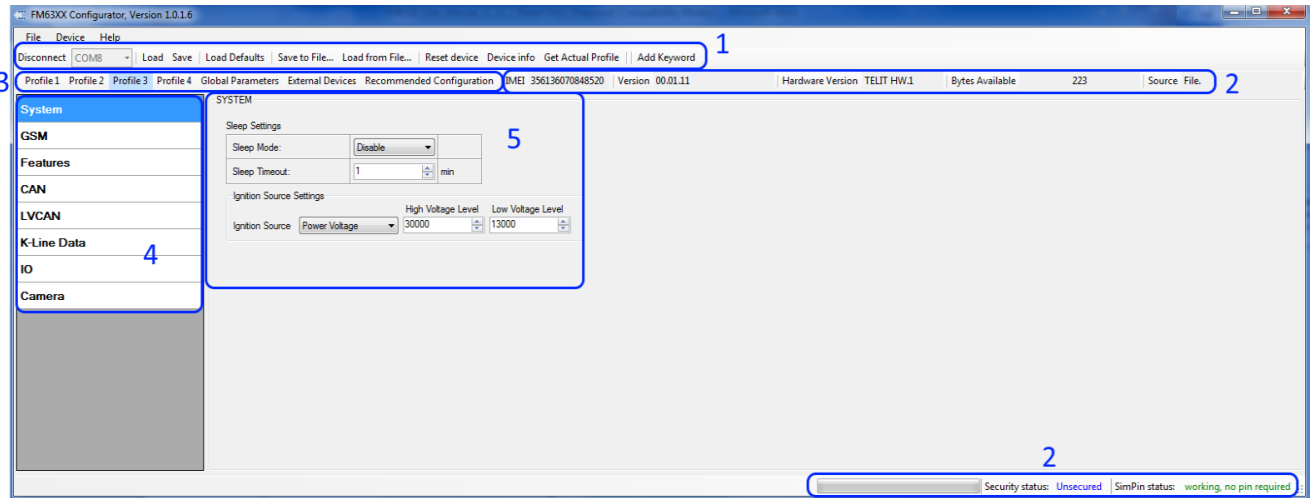 FM63XX Configurator, Version 1.0.1.6
File Device Help
1
Disconnect COM8 Load Save Load Defaults Save to File... Load from File... Reset device Device info Get Actual Profile Add Keyword
3 Profile 1 Profile 2 Profile 3 Profile 4 Global Parameters External Devices Recommended Configuration IMEI 356136070848520 Version 00.01.11 Hardware Version TELIT HW.1 Bytes Available 223 Source File. 2
System
GSM
Features
CAN
LVCAN
K-Line Data
4
IO
Camera
SYSTEM
5
Sleep Settings
Sleep Mode: Disable
Sleep Timeout: 1 min
Ignition Source Settings
High Voltage Level Low Voltage Level
Ignition Source Power Voltage 30000 13000
2
Security status: Unsecured SimPin status: working, no pin required